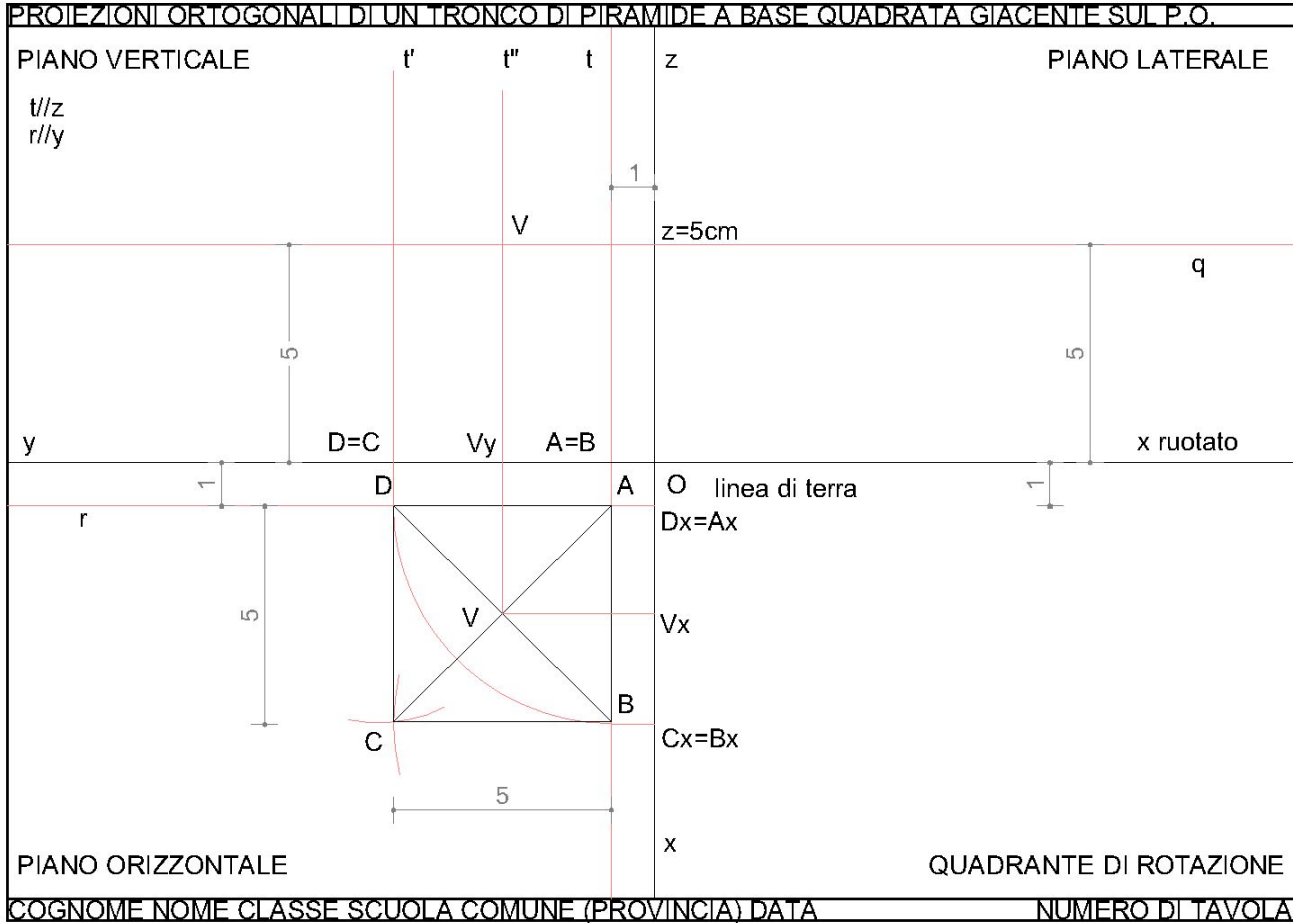 PROIEZIONI ORTOGONALI DI UN TRONCO DI PIRAMIDE A BASE QUADRATA GIACENTE SUL P.O.
PIANO VERTICALE t' t" t z PIANO LATERALE
t//z
r//y
1
V z=5cm
q
5 5
y D=C Vy A=B x ruotato
1 D A O linea di terra 1
r Dx=Ax
5 V Vx
B
C Cx=Bx
5
x
PIANO ORIZZONTALE QUADRANTE DI ROTAZIONE
COGNOME NOME CLASSE SCUOLA COMUNE (PROVINCIA) DATA NUMERO DI TAVOLA